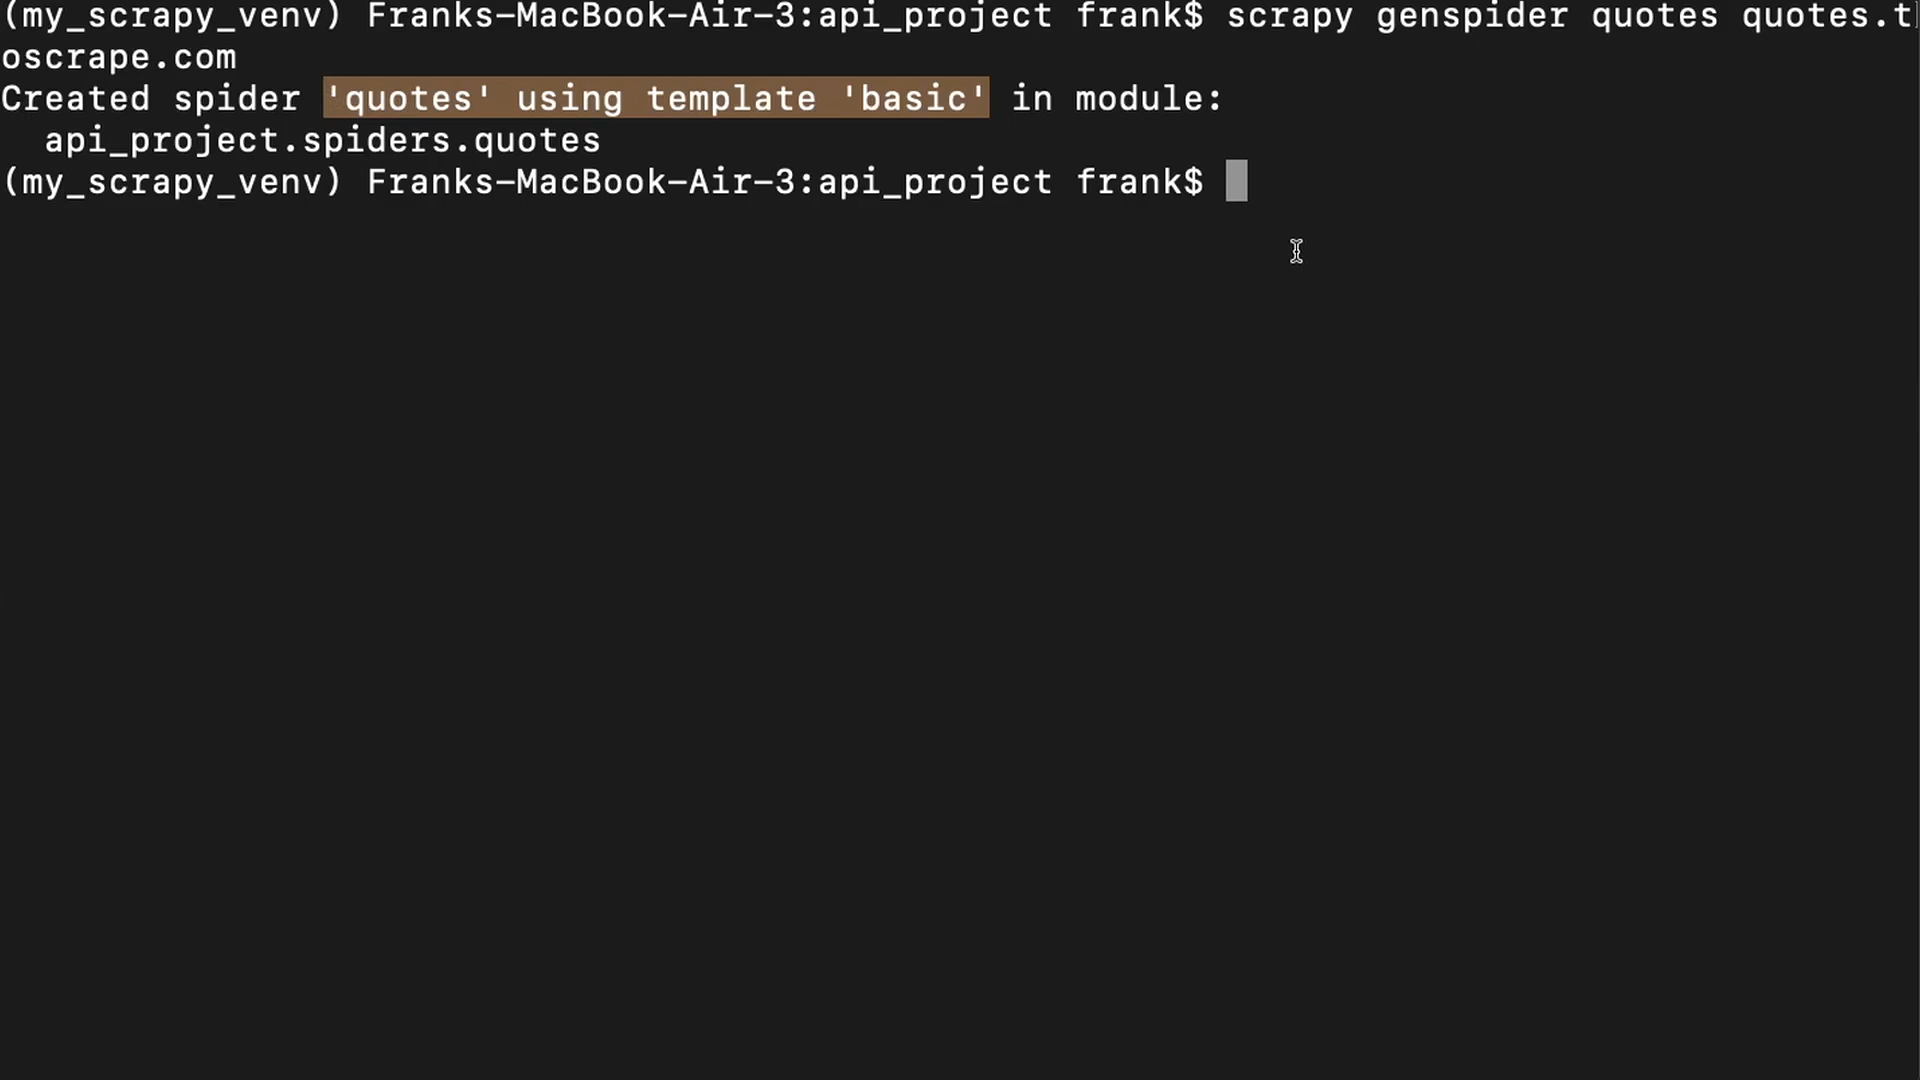 (my_scrapy_venv) Franks-MacBook-Air-3:api_project frank$ scrapy genspider quotes quotes.t
oscrape.com
Created spider 'quotes' using template 'basic' in module:
  api_project.spiders.quotes
(my_scrapy_venv) Franks-MacBook-Air-3:api_project frank$